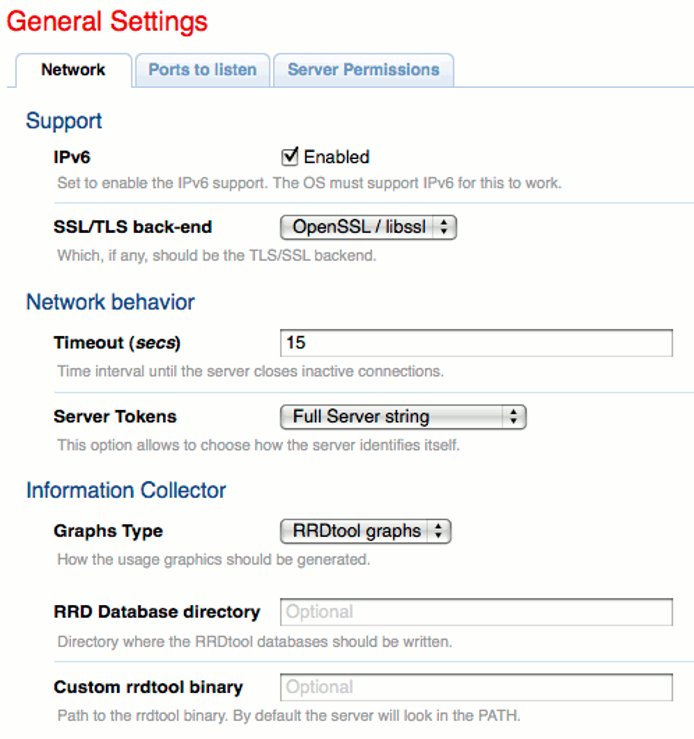 General Settings
Network Ports to listen Server Permissions
Support
IPv6 Enabled
Set to enable the IPv6 support. The OS must support IPv6 for this to work.
SSL/TLS back-end OpenSSL / libssl
Which, if any, should be the TLS/SSL backend.
Network behavior
Timeout (secs) 15
Time interval until the server closes inactive connections.
Server Tokens Full Server string
This option allows to choose how the server identifies itself.
Information Collector
Graphs Type RRDtool graphs
How the usage graphics should be generated.
RRD Database directory Optional
Directory where the RRDtool databases should be written.
Custom rrdtool binary Optional
Path to the rrdtool binary. By default the server will look in the PATH.